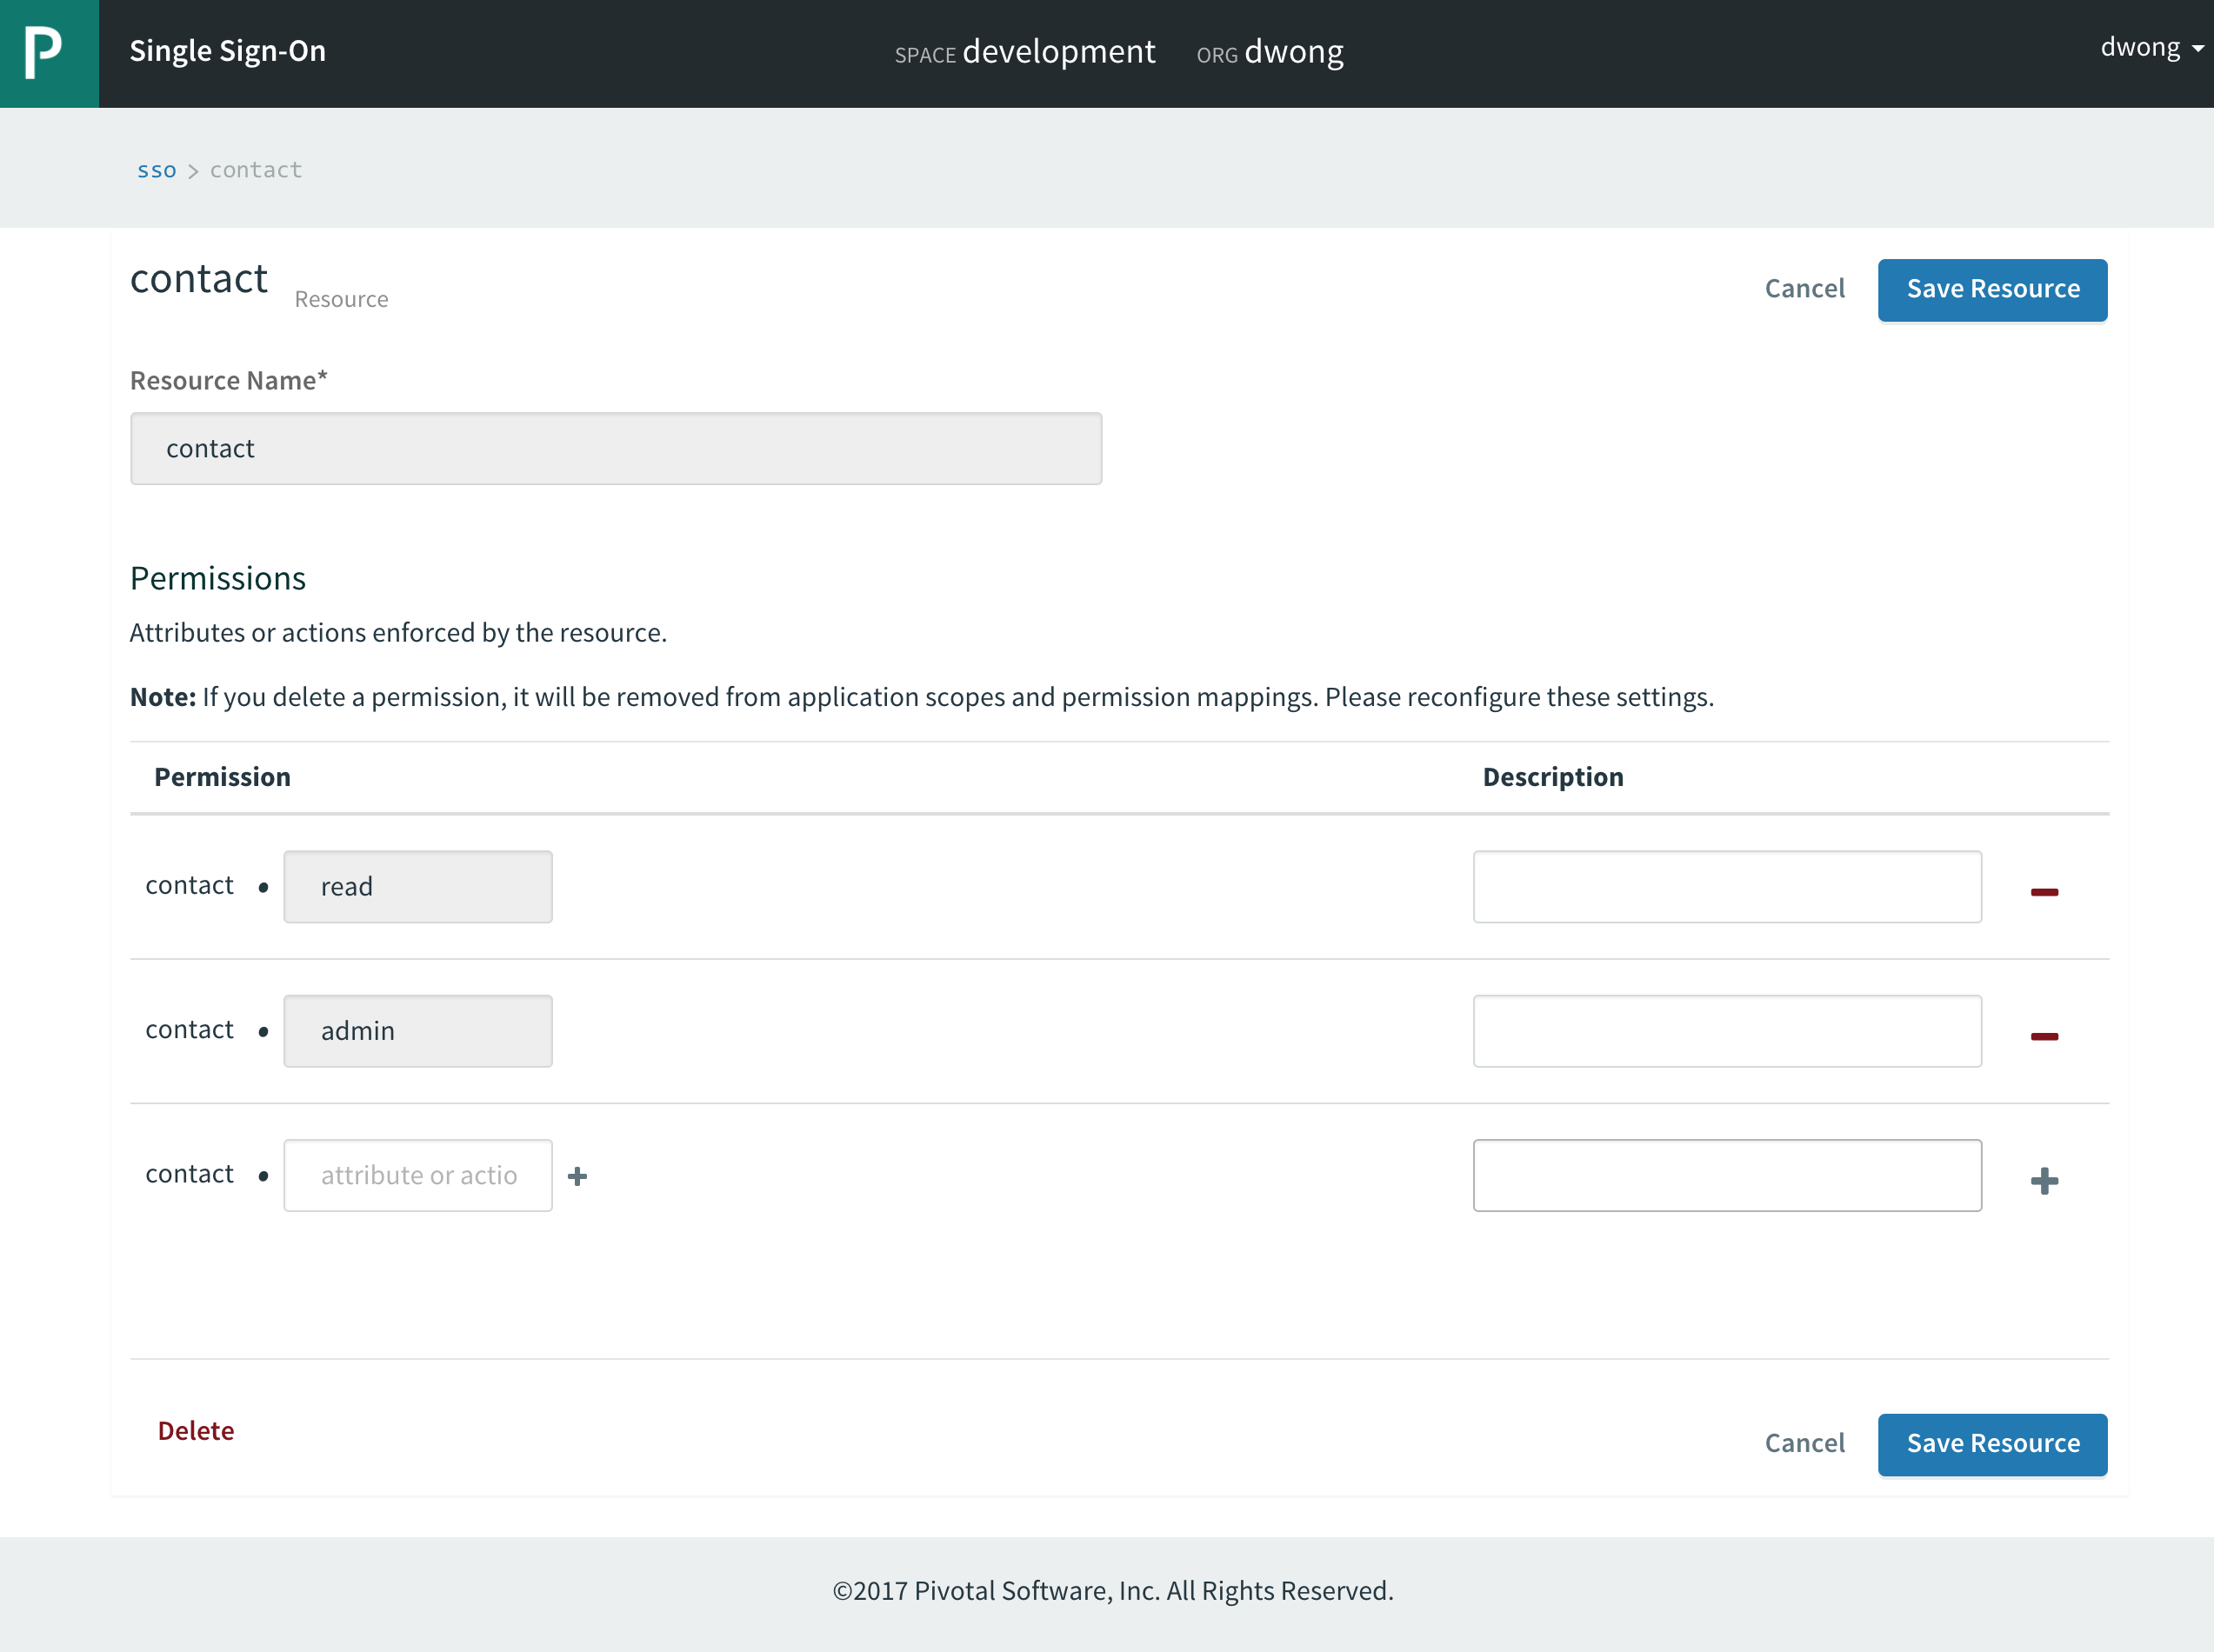 P
Single Sign-On
SPACE development ORG dwong
dwong
sso > contact
contact Resource
Cancel
Save Resource
Resource Name*
contact
Permissions
Attributes or actions enforced by the resource.
Note: If you delete a permission, it will be removed from application scopes and permission mappings. Please reconfigure these settings.
Permission Description
contact • read
contact • admin
contact • attribute or actio
Delete
Cancel
Save Resource
©2017 Pivotal Software, Inc. All Rights Reserved.